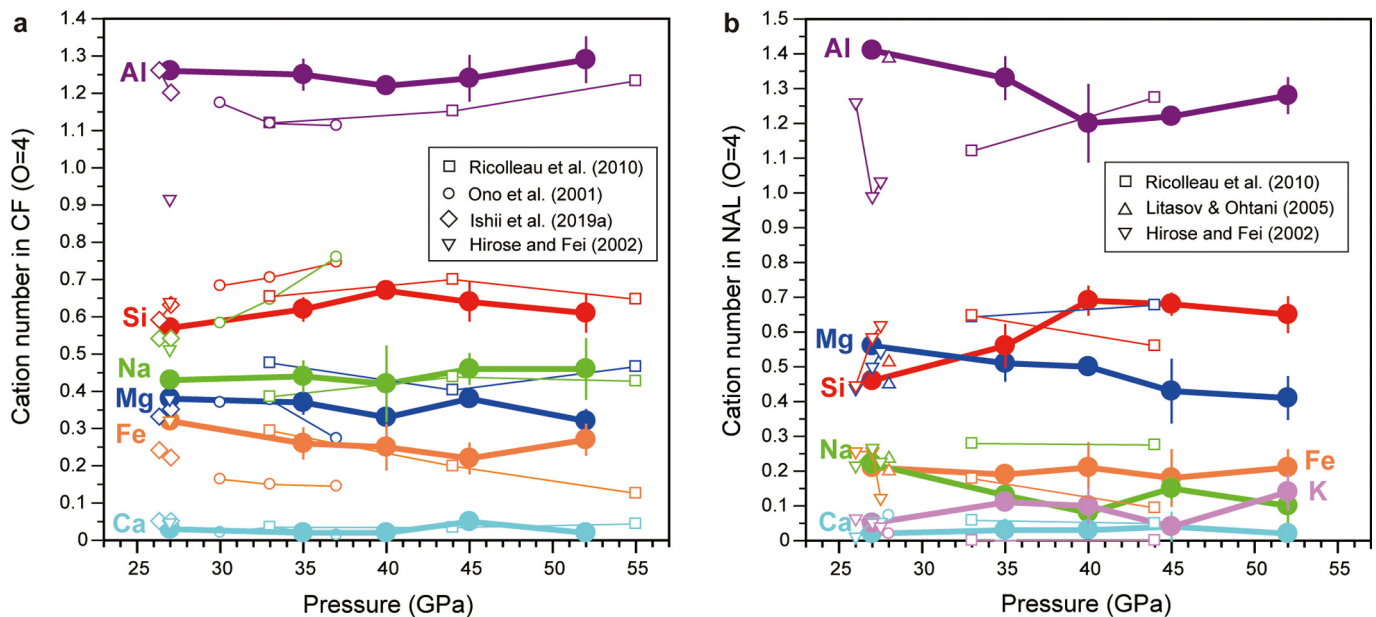 a
Cation number in CF (O=4)
1.4
1.3
1.2
1.1
1.0
0.9
0.8
0.7
0.6
0.5
0.4
0.3
0.2
0.1
0
Al
Si
Na
Mg
Fe
Ca
Ricolleau et al. (2010)
Ono et al. (2001)
Ishii et al. (2019a)
Hirose and Fei (2002)
25 30 35 40 45 50 55
Pressure (GPa)
b
Cation number in NAL (O=4)
1.5
1.4
1.3
1.2
1.1
1.0
0.9
0.8
0.7
0.6
0.5
0.4
0.3
0.2
0.1
0
Al
Mg
Si
Na
Ca
Fe
K
Ricolleau et al. (2010)
Litasov & Ohtani (2005)
Hirose and Fei (2002)
25 30 35 40 45 50 55
Pressure (GPa)